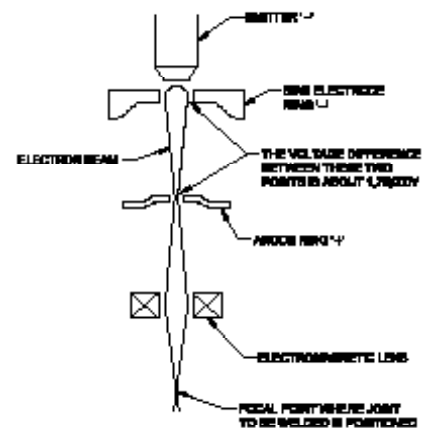 EMITTER "-"
ELECTRODE
RING "-"
ELECTRON BEAM
THE VOLTAGE DIFFERENCE
BETWEEN THESE TWO
POINTS IS ABOUT
ANODE RING "+"
ELECTROMAGNETIC LENS
FOCAL POINT WHERE JOINT
TO BE WELDED IS POSITIONED